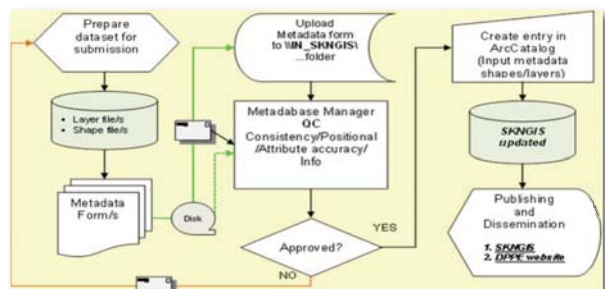 Prepare
dataset for
submission
• Layer file/s
• Shape file/s
Metadata
Form/s
Disk
Upload
Metadata form
to \\IN_SKNGIS\
...folder
Metadabase Manager
QC
Consistency/Positional
/Attribute accuracy/
Info
Approved?
YES
NO
Create entry in
ArcCatalog
(Input metadata
shapes/layers)
SKNGIS
updated
Publishing
and
Dissemination
1. SKNGIS
2. DPPE website